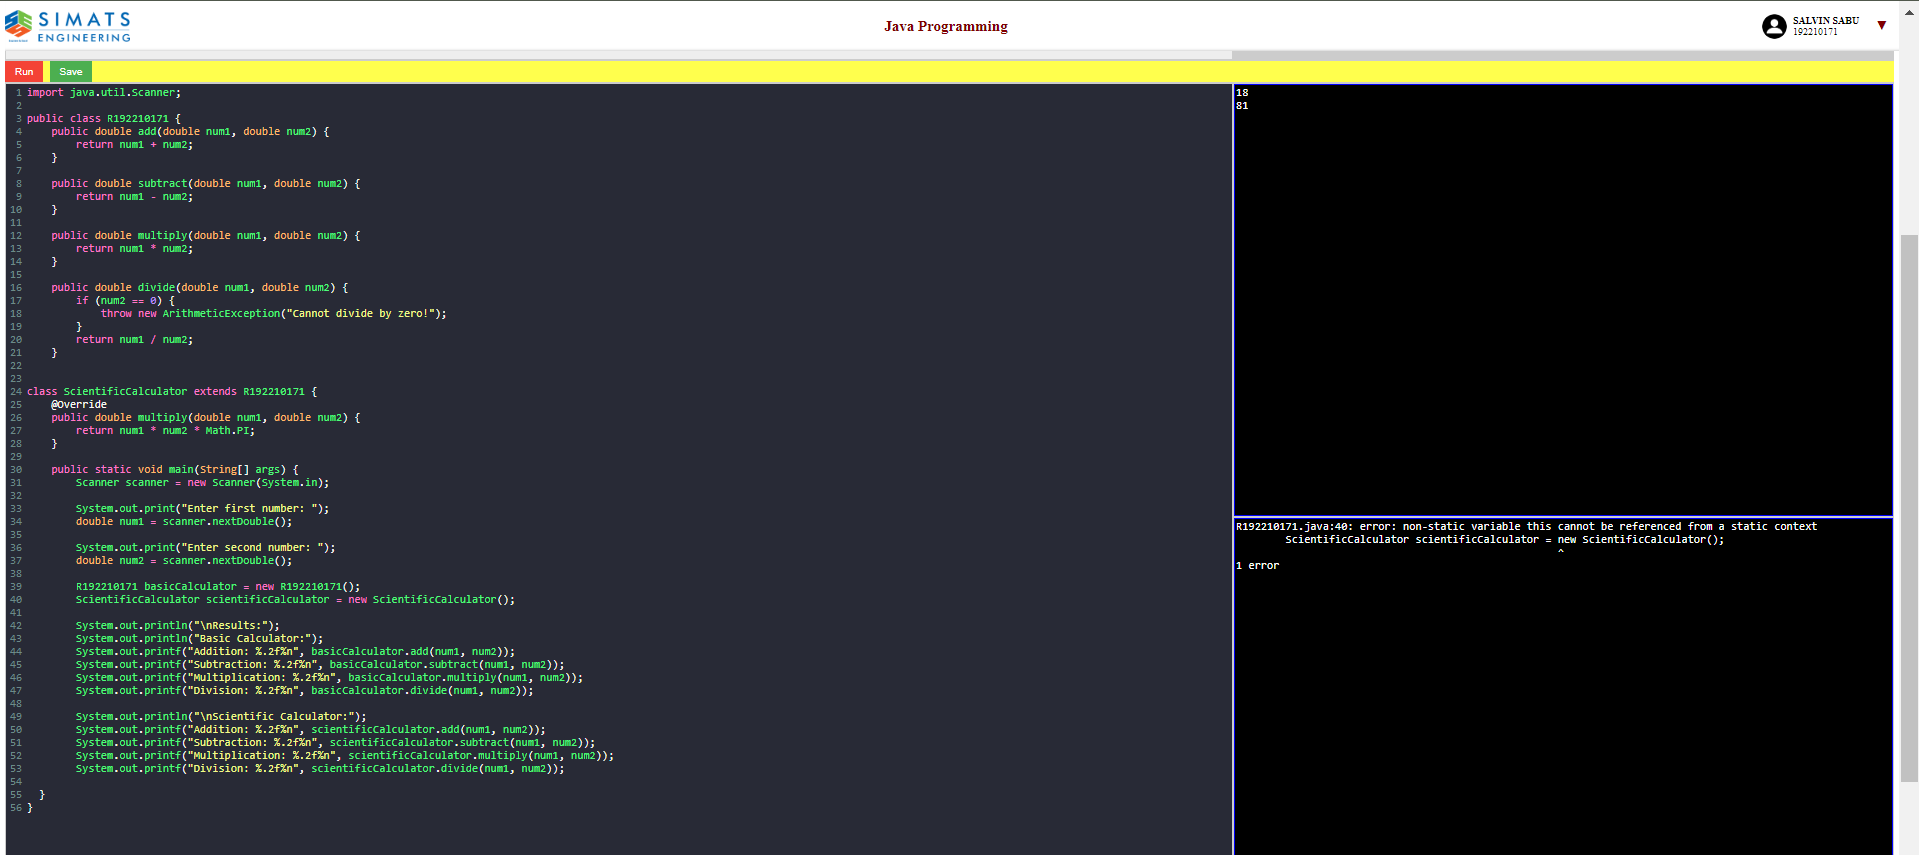 SIMATS
ENGINEERING
Java Programming
SALVIN SABU
192210171
Run Save
1 import java.util.Scanner;
2
3 public class R192210171 {
4     public double add(double num1, double num2) {
5         return num1 + num2;
6     }
7
8     public double subtract(double num1, double num2) {
9         return num1 - num2;
10     }
11
12     public double multiply(double num1, double num2) {
13         return num1 * num2;
14     }
15
16     public double divide(double num1, double num2) {
17         if (num2 == 0) {
18             throw new ArithmeticException("Cannot divide by zero!");
19         }
20         return num1 / num2;
21     }
22
23
24 class ScientificCalculator extends R192210171 {
25     @Override
26     public double multiply(double num1, double num2) {
27         return num1 * num2 * Math.PI;
28     }
29
30     public static void main(String[] args) {
31         Scanner scanner = new Scanner(System.in);
32
33         System.out.print("Enter first number: ");
34         double num1 = scanner.nextDouble();
35
36         System.out.print("Enter second number: ");
37         double num2 = scanner.nextDouble();
38
39         R192210171 basicCalculator = new R192210171();
40         ScientificCalculator scientificCalculator = new ScientificCalculator();
41
42         System.out.println("\nResults:");
43         System.out.println("Basic Calculator:");
44         System.out.printf("Addition: %.2f%n", basicCalculator.add(num1, num2));
45         System.out.printf("Subtraction: %.2f%n", basicCalculator.subtract(num1, num2));
46         System.out.printf("Multiplication: %.2f%n", basicCalculator.multiply(num1, num2));
47         System.out.printf("Division: %.2f%n", basicCalculator.divide(num1, num2));
48
49         System.out.println("\nScientific Calculator:");
50         System.out.printf("Addition: %.2f%n", scientificCalculator.add(num1, num2));
51         System.out.printf("Subtraction: %.2f%n", scientificCalculator.subtract(num1, num2));
52         System.out.printf("Multiplication: %.2f%n", scientificCalculator.multiply(num1, num2));
53         System.out.printf("Division: %.2f%n", scientificCalculator.divide(num1, num2));
54
55   }
56 }
18
81
R192210171.java:40: error: non-static variable this cannot be referenced from a static context
        ScientificCalculator scientificCalculator = new ScientificCalculator();
                                                    ^
1 error